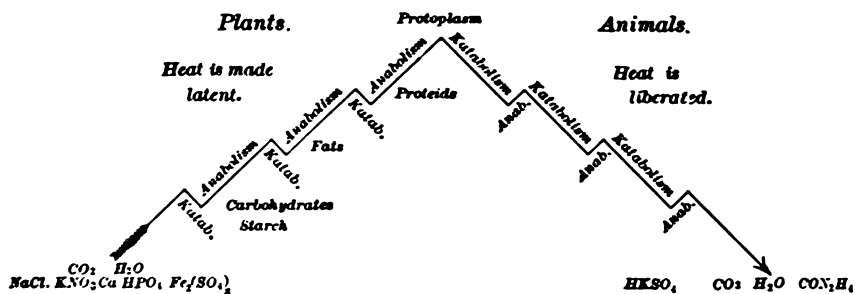 Plants.
Protoplasm
Animals.
Heat is made
latent.
Heat is
liberated.
Anabolism
Katabolism
Proteids
Katab.
Anab.
Anabolism
Katabolism
Fats
Katab.
Anab.
Anabolism
Katabolism
Carbohydrates
Starch
Katab.
Anab.
CO₂ H₂O
NaCl. KNO₃ Ca HPO₄ Fe₂(SO₄)₃
HKSO₄ CO₂ H₂O CON₂H₄